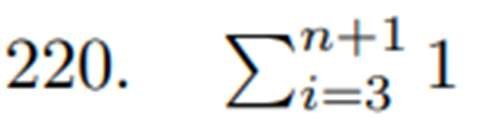 220. $\sum_{i=3}^{n+1} 1$